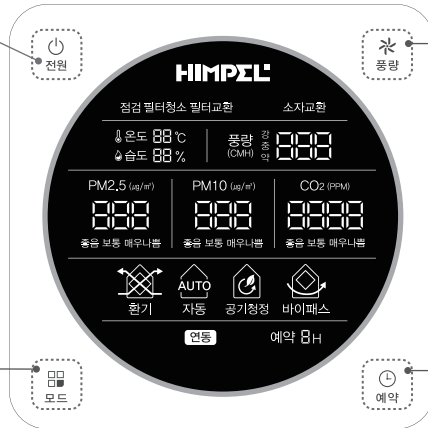 전원
풍량
HIMPEL
점검 필터청소 필터교환 소자교환
온도 88 ℃
습도 88 %
풍량 (CMH) 강 중 약 888
PM2.5 (㎍/㎥) PM10 (㎍/㎥) CO2 (PPM)
888 888 8888
좋음 보통 매우나쁨 좋음 보통 매우나쁨 좋음 보통 매우나쁨
AUTO
환기 자동 공기청정 바이패스
연동 예약 8H
모드
예약